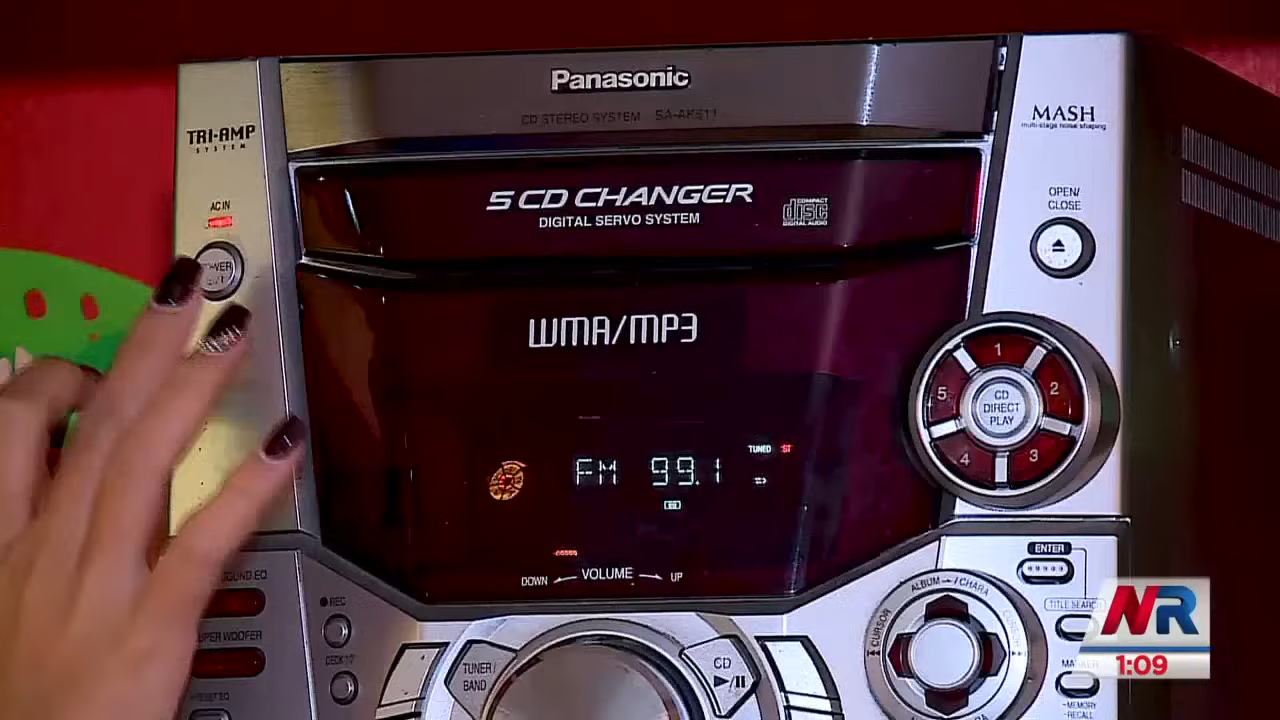 Panasonic
CD STEREO SYSTEM SA-AK611
TRI-AMP
SYSTEM
MASH
multi-stage noise shaping
5 CD CHANGER
DIGITAL SERVO SYSTEM
COMPACT
disc
DIGITAL AUDIO
AC IN
OPEN/
CLOSE
WMA/MP3
1
2
3
4
5
CD
DIRECT
PLAY
TUNED ST
FM 99.1
DOWN VOLUME UP
ENTER
ALBUM
/CHARA
CURSOR
TITLE SEARCH
REC
TUNER/
BAND
CD
NR
1:09
-MEMORY
-RECALL